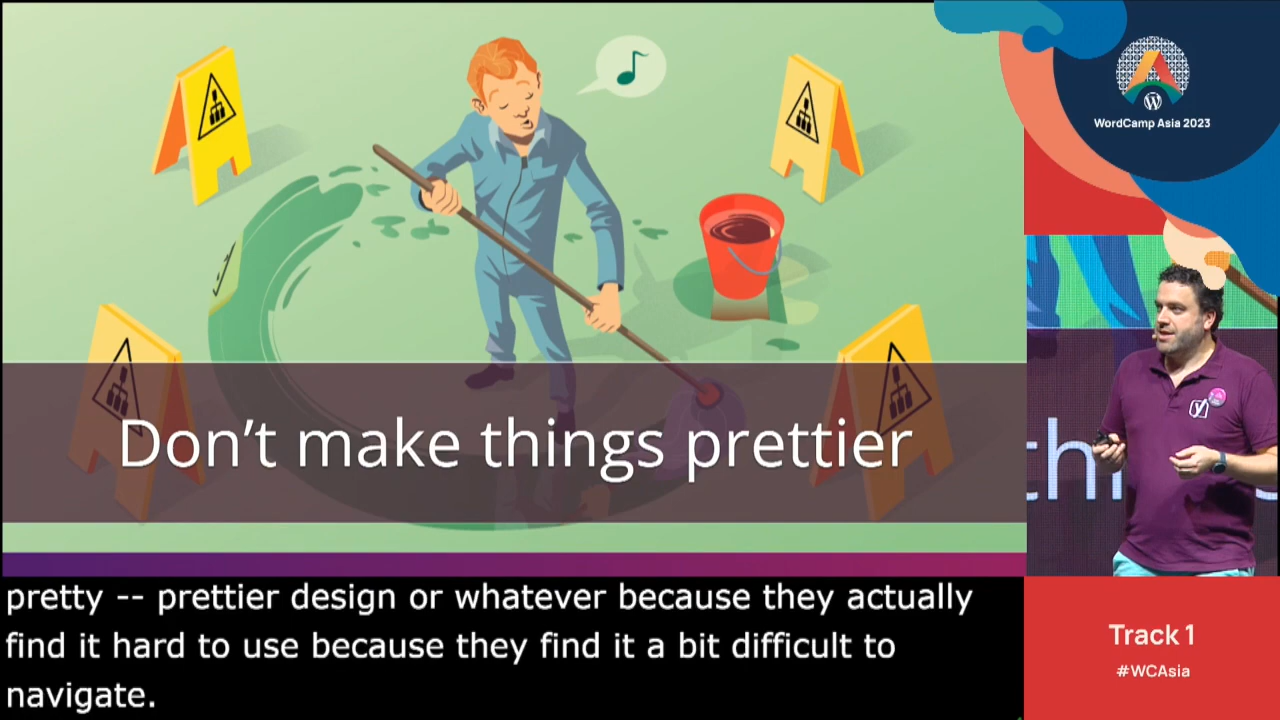 Don't make things prettier
pretty -- prettier design or whatever because they actually
find it hard to use because they find it a bit difficult to
navigate.
WordCamp Asia 2023
thi
Track 1
#WCAsia